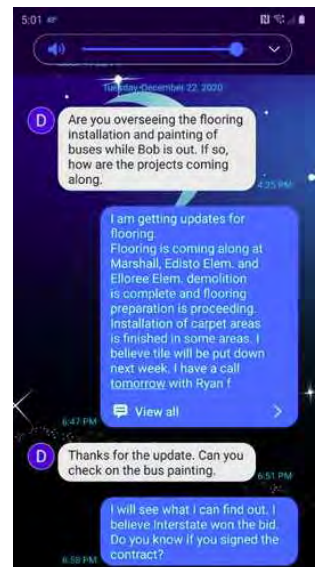 5:01
Tuesday, December 22, 2020
D
Are you overseeing the flooring
installation and painting of
buses while Bob is out. If so,
how are the projects coming
along.
4:25 PM
I am getting updates for
flooring.
Flooring is coming along at
Marshall, Edisto Elem. and
Elloree Elem. demolition
is complete and flooring
preparation is proceeding.
Installation of carpet areas
is finished in some areas. I
believe tile will be put down
next week. I have a call
tomorrow with Ryan f
View all
6:47 PM
D
Thanks for the update. Can you
check on the bus painting.
6:51 PM
I will see what I can find out. I
believe Interstate won the bid.
Do you know if you signed the
contract?
6:58 PM